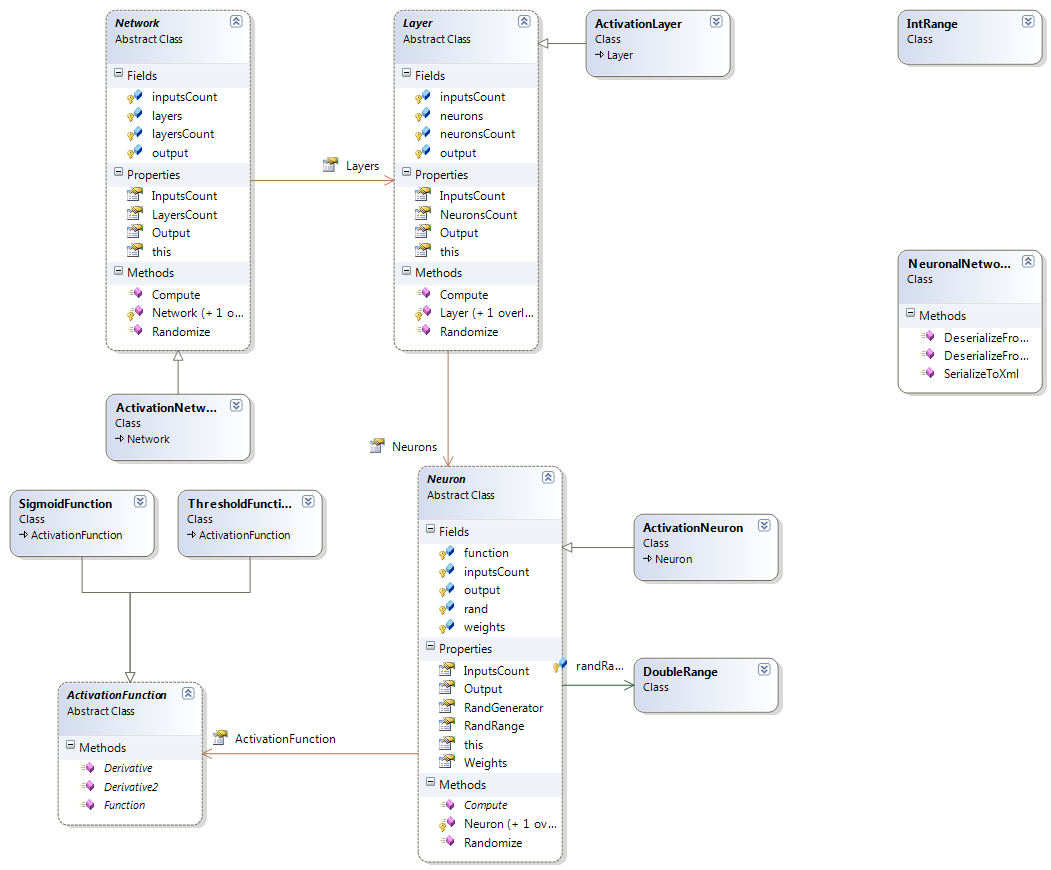 Network
Abstract Class
Fields
inputsCount
layers
layersCount
output
Properties
InputsCount
LayersCount
Output
this
Methods
Compute
Network (+ 1 o...
Randomize
Layers
Layer
Abstract Class
Fields
inputsCount
neurons
neuronsCount
output
Properties
InputsCount
NeuronsCount
Output
this
Methods
Compute
Layer (+ 1 overl...
Randomize
ActivationLayer
Class
Layer
IntRange
Class
NeuronalNetwo...
Class
Methods
DeserializeFro...
DeserializeFro...
SerializeToXml
ActivationNetw...
Class
Network
Neurons
SigmoidFunction
Class
ActivationFunction
ThresholdFuncti...
Class
ActivationFunction
Neuron
Abstract Class
Fields
function
inputsCount
output
rand
weights
Properties
InputsCount
Output
RandGenerator
RandRange
this
Weights
Methods
Compute
Neuron (+ 1 ov...
Randomize
ActivationNeuron
Class
Neuron
randRa...
DoubleRange
Class
ActivationFunction
Abstract Class
Methods
Derivative
Derivative2
Function
ActivationFunction